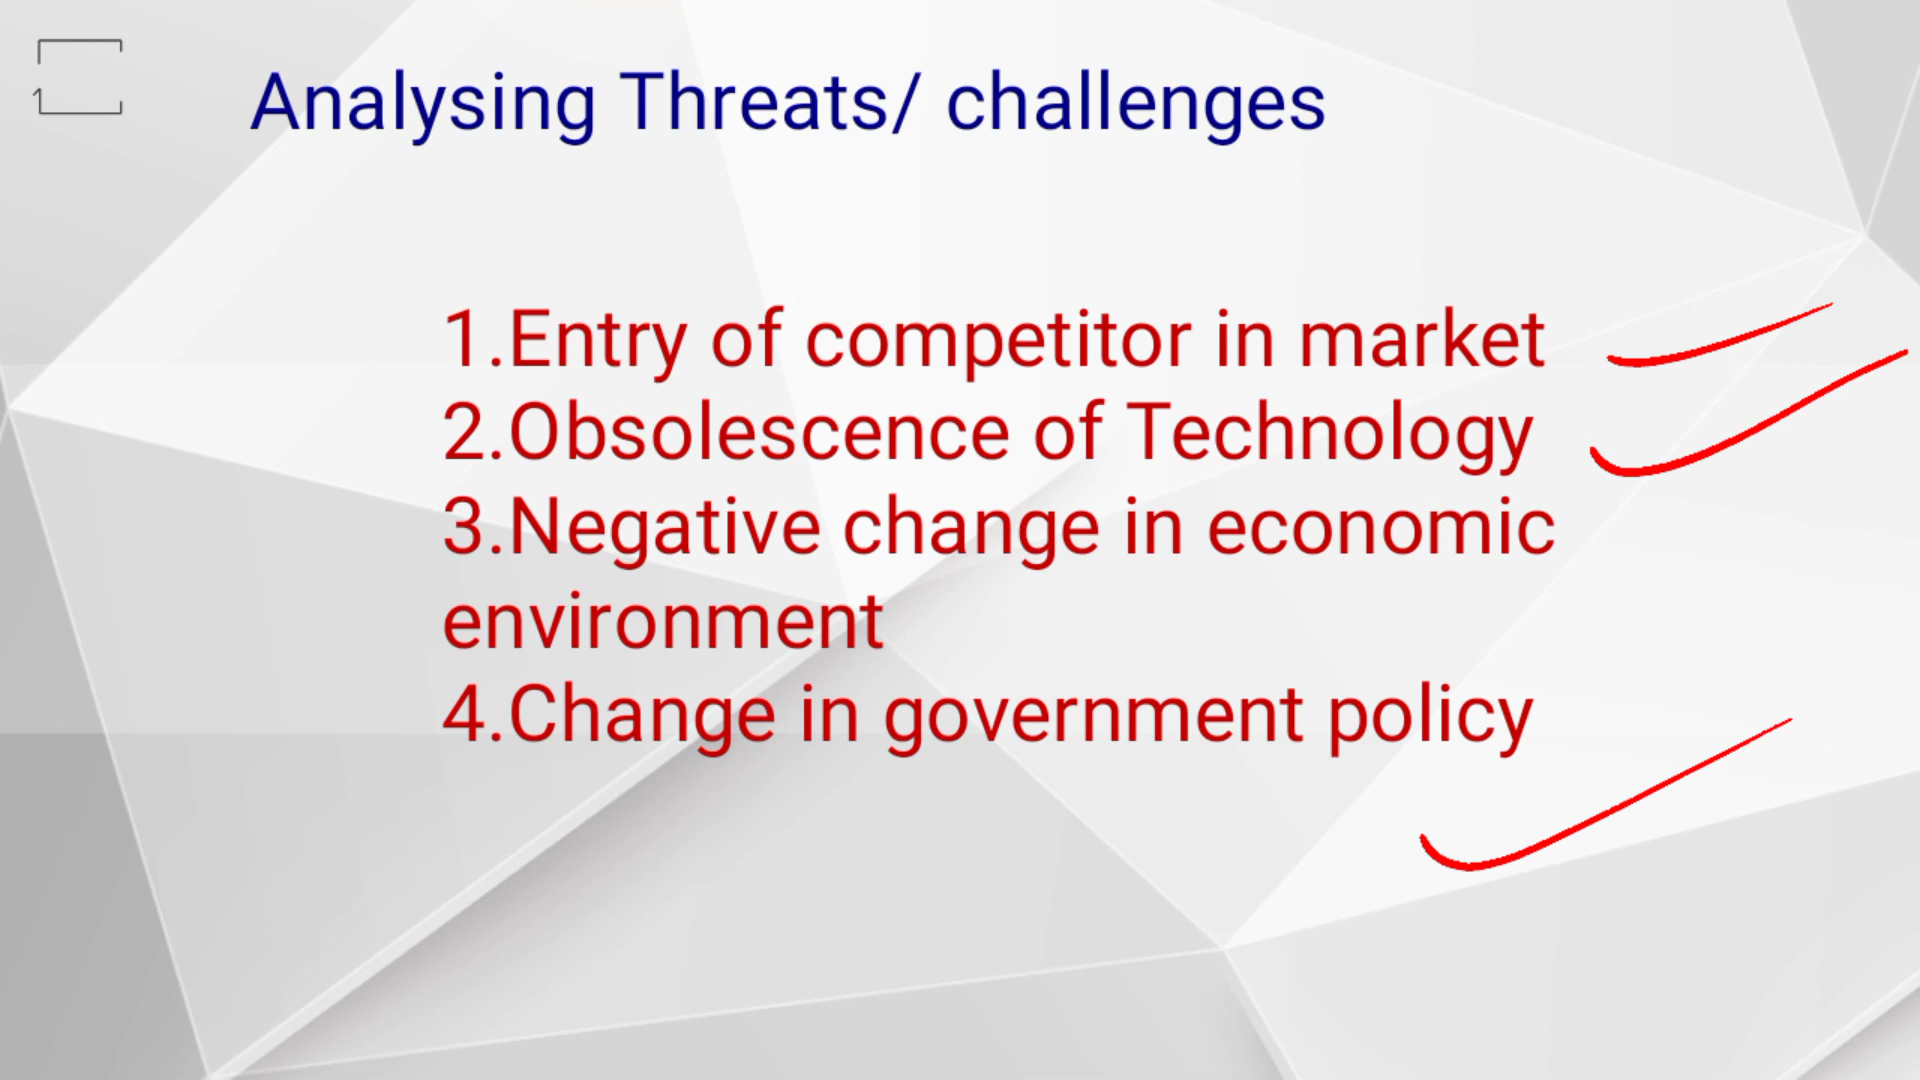 Analysing Threats/ challenges
1.Entry of competitor in market
2.Obsolescence of Technology
3.Negative change in economic
environment
4.Change in government policy